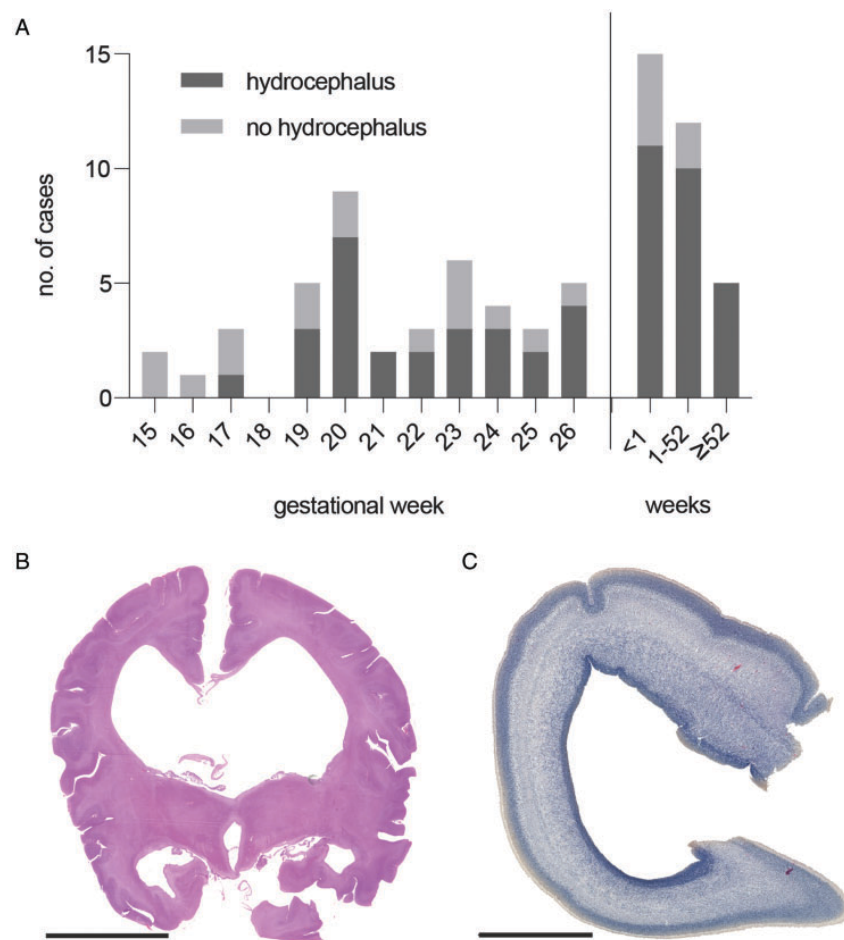 A
15
10
5
0
no. of cases
hydrocephalus
no hydrocephalus
15 16 17 18 19 20 21 22 23 24 25 26 <1 1-52 ≥52
gestational week weeks
B C